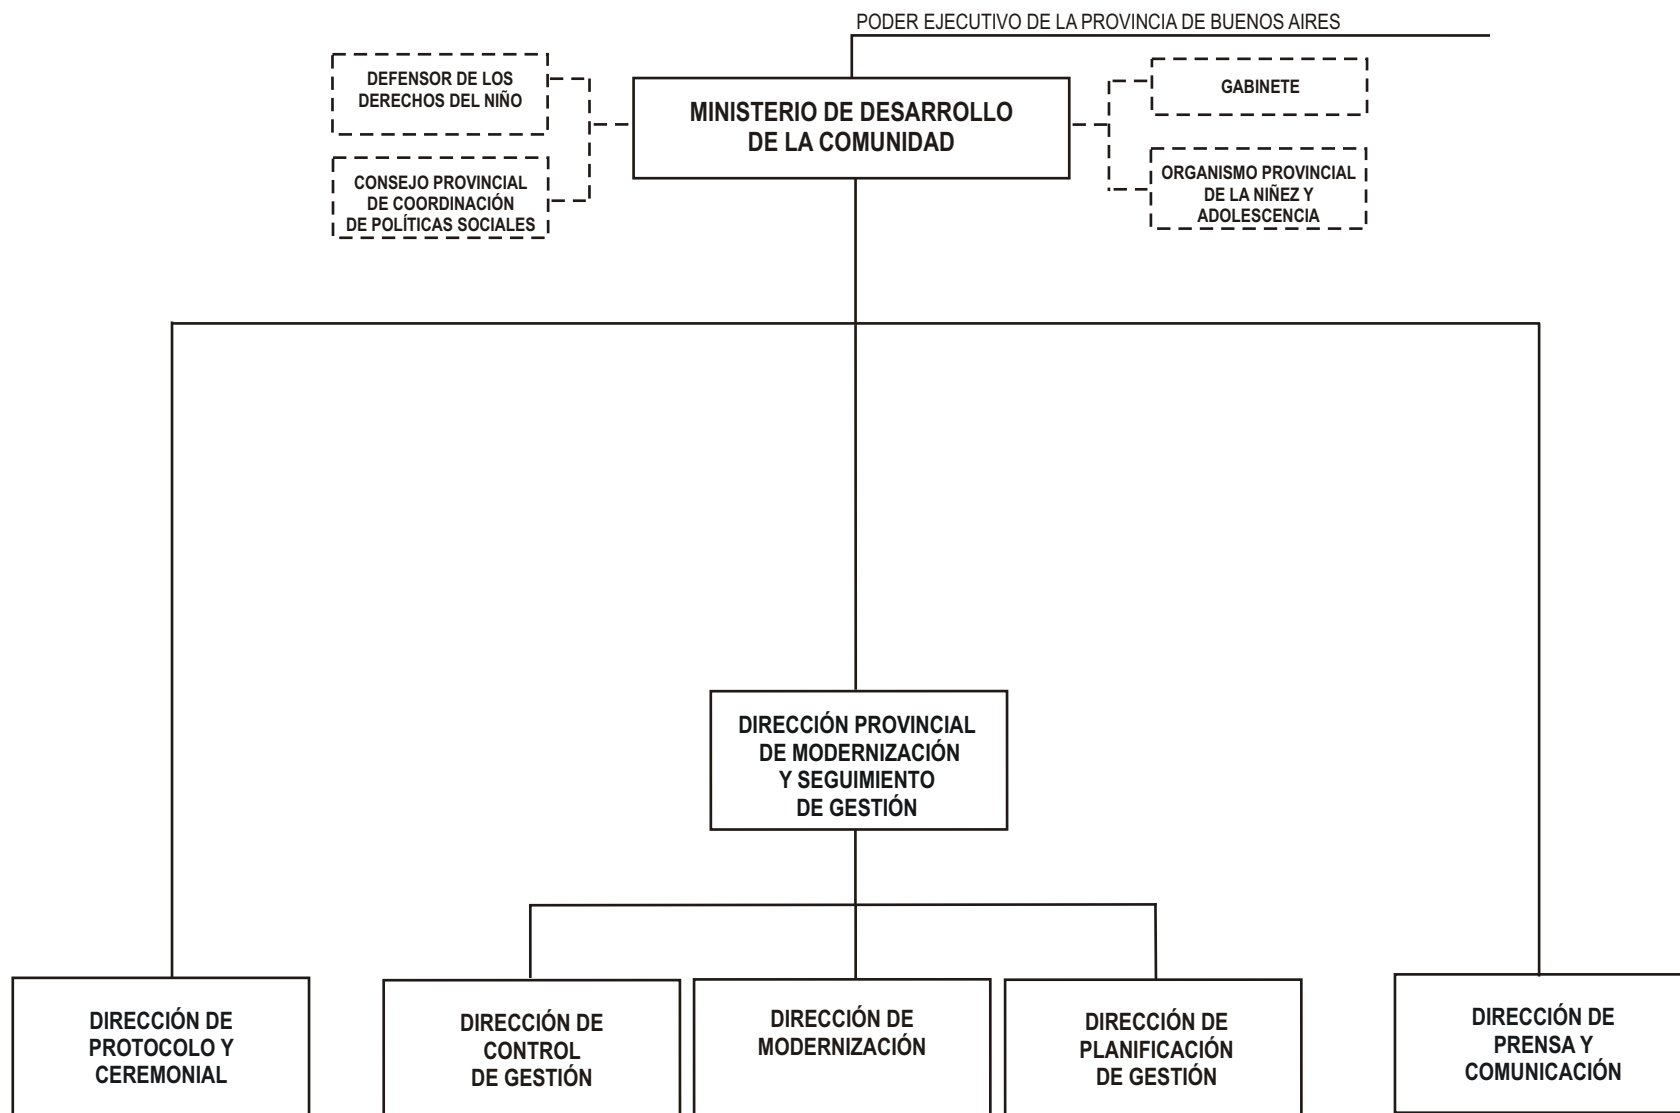 PODER EJECUTIVO DE LA PROVINCIA DE BUENOS AIRES
DEFENSOR DE LOS
DERECHOS DEL NIÑO
CONSEJO PROVINCIAL
DE COORDINACIÓN
DE POLÍTICAS SOCIALES
MINISTERIO DE DESARROLLO
DE LA COMUNIDAD
GABINETE
ORGANISMO PROVINCIAL
DE LA NIÑEZ Y
ADOLESCENCIA
DIRECCIÓN PROVINCIAL
DE MODERNIZACIÓN
Y SEGUIMIENTO
DE GESTIÓN
DIRECCIÓN DE
PROTOCOLO Y
CEREMONIAL
DIRECCIÓN DE
CONTROL
DE GESTIÓN
DIRECCIÓN DE
MODERNIZACIÓN
DIRECCIÓN DE
PLANIFICACIÓN
DE GESTIÓN
DIRECCIÓN DE
PRENSA Y
COMUNICACIÓN